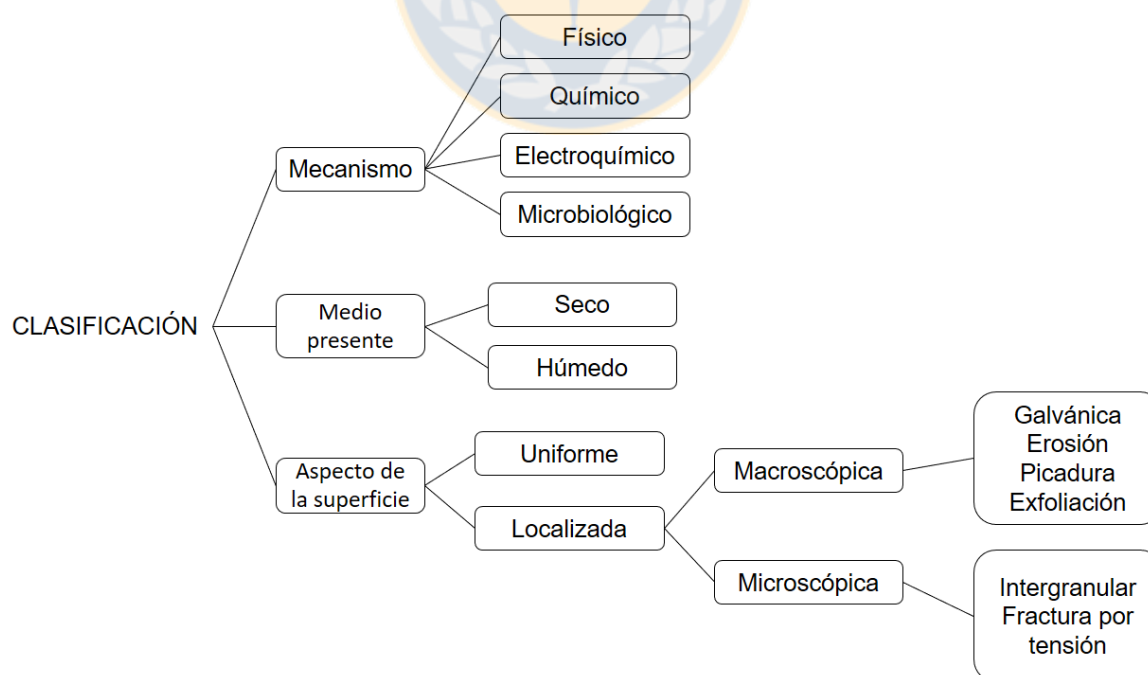 Físico
Químico
Electroquímico
Microbiológico
Mecanismo
CLASIFICACIÓN
Medio
presente
Seco
Húmedo
Aspecto de
la superficie
Uniforme
Localizada
Macroscópica
Microscópica
Galvánica
Erosión
Picadura
Exfoliación
Intergranular
Fractura por
tensión